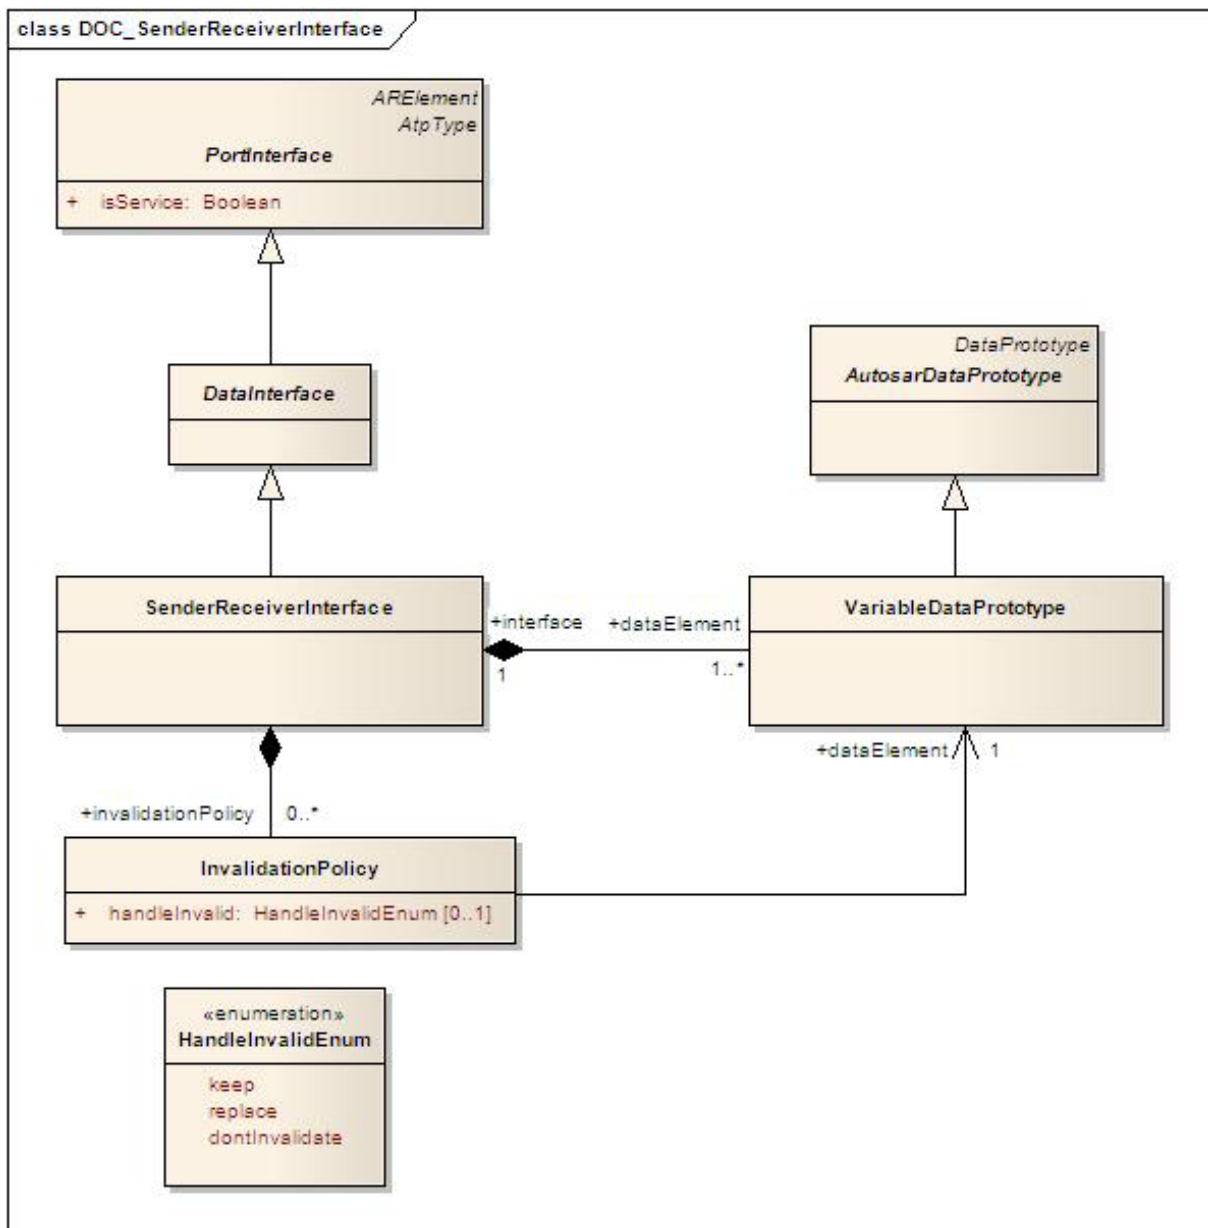 class DOC_SenderReceiverInterface
ARElement
AtpType
PortInterface
+ isService: Boolean
DataInterface
DataPrototype
AutosarDataPrototype
SenderReceiverInterface
+interface
+dataElement
1
1..*
VariableDataPrototype
+dataElement
1
+invalidationPolicy
0..*
InvalidationPolicy
+ handleInvalid: HandleInvalidEnum [0..1]
«enumeration»
HandleInvalidEnum
keep
replace
dontInvalidate